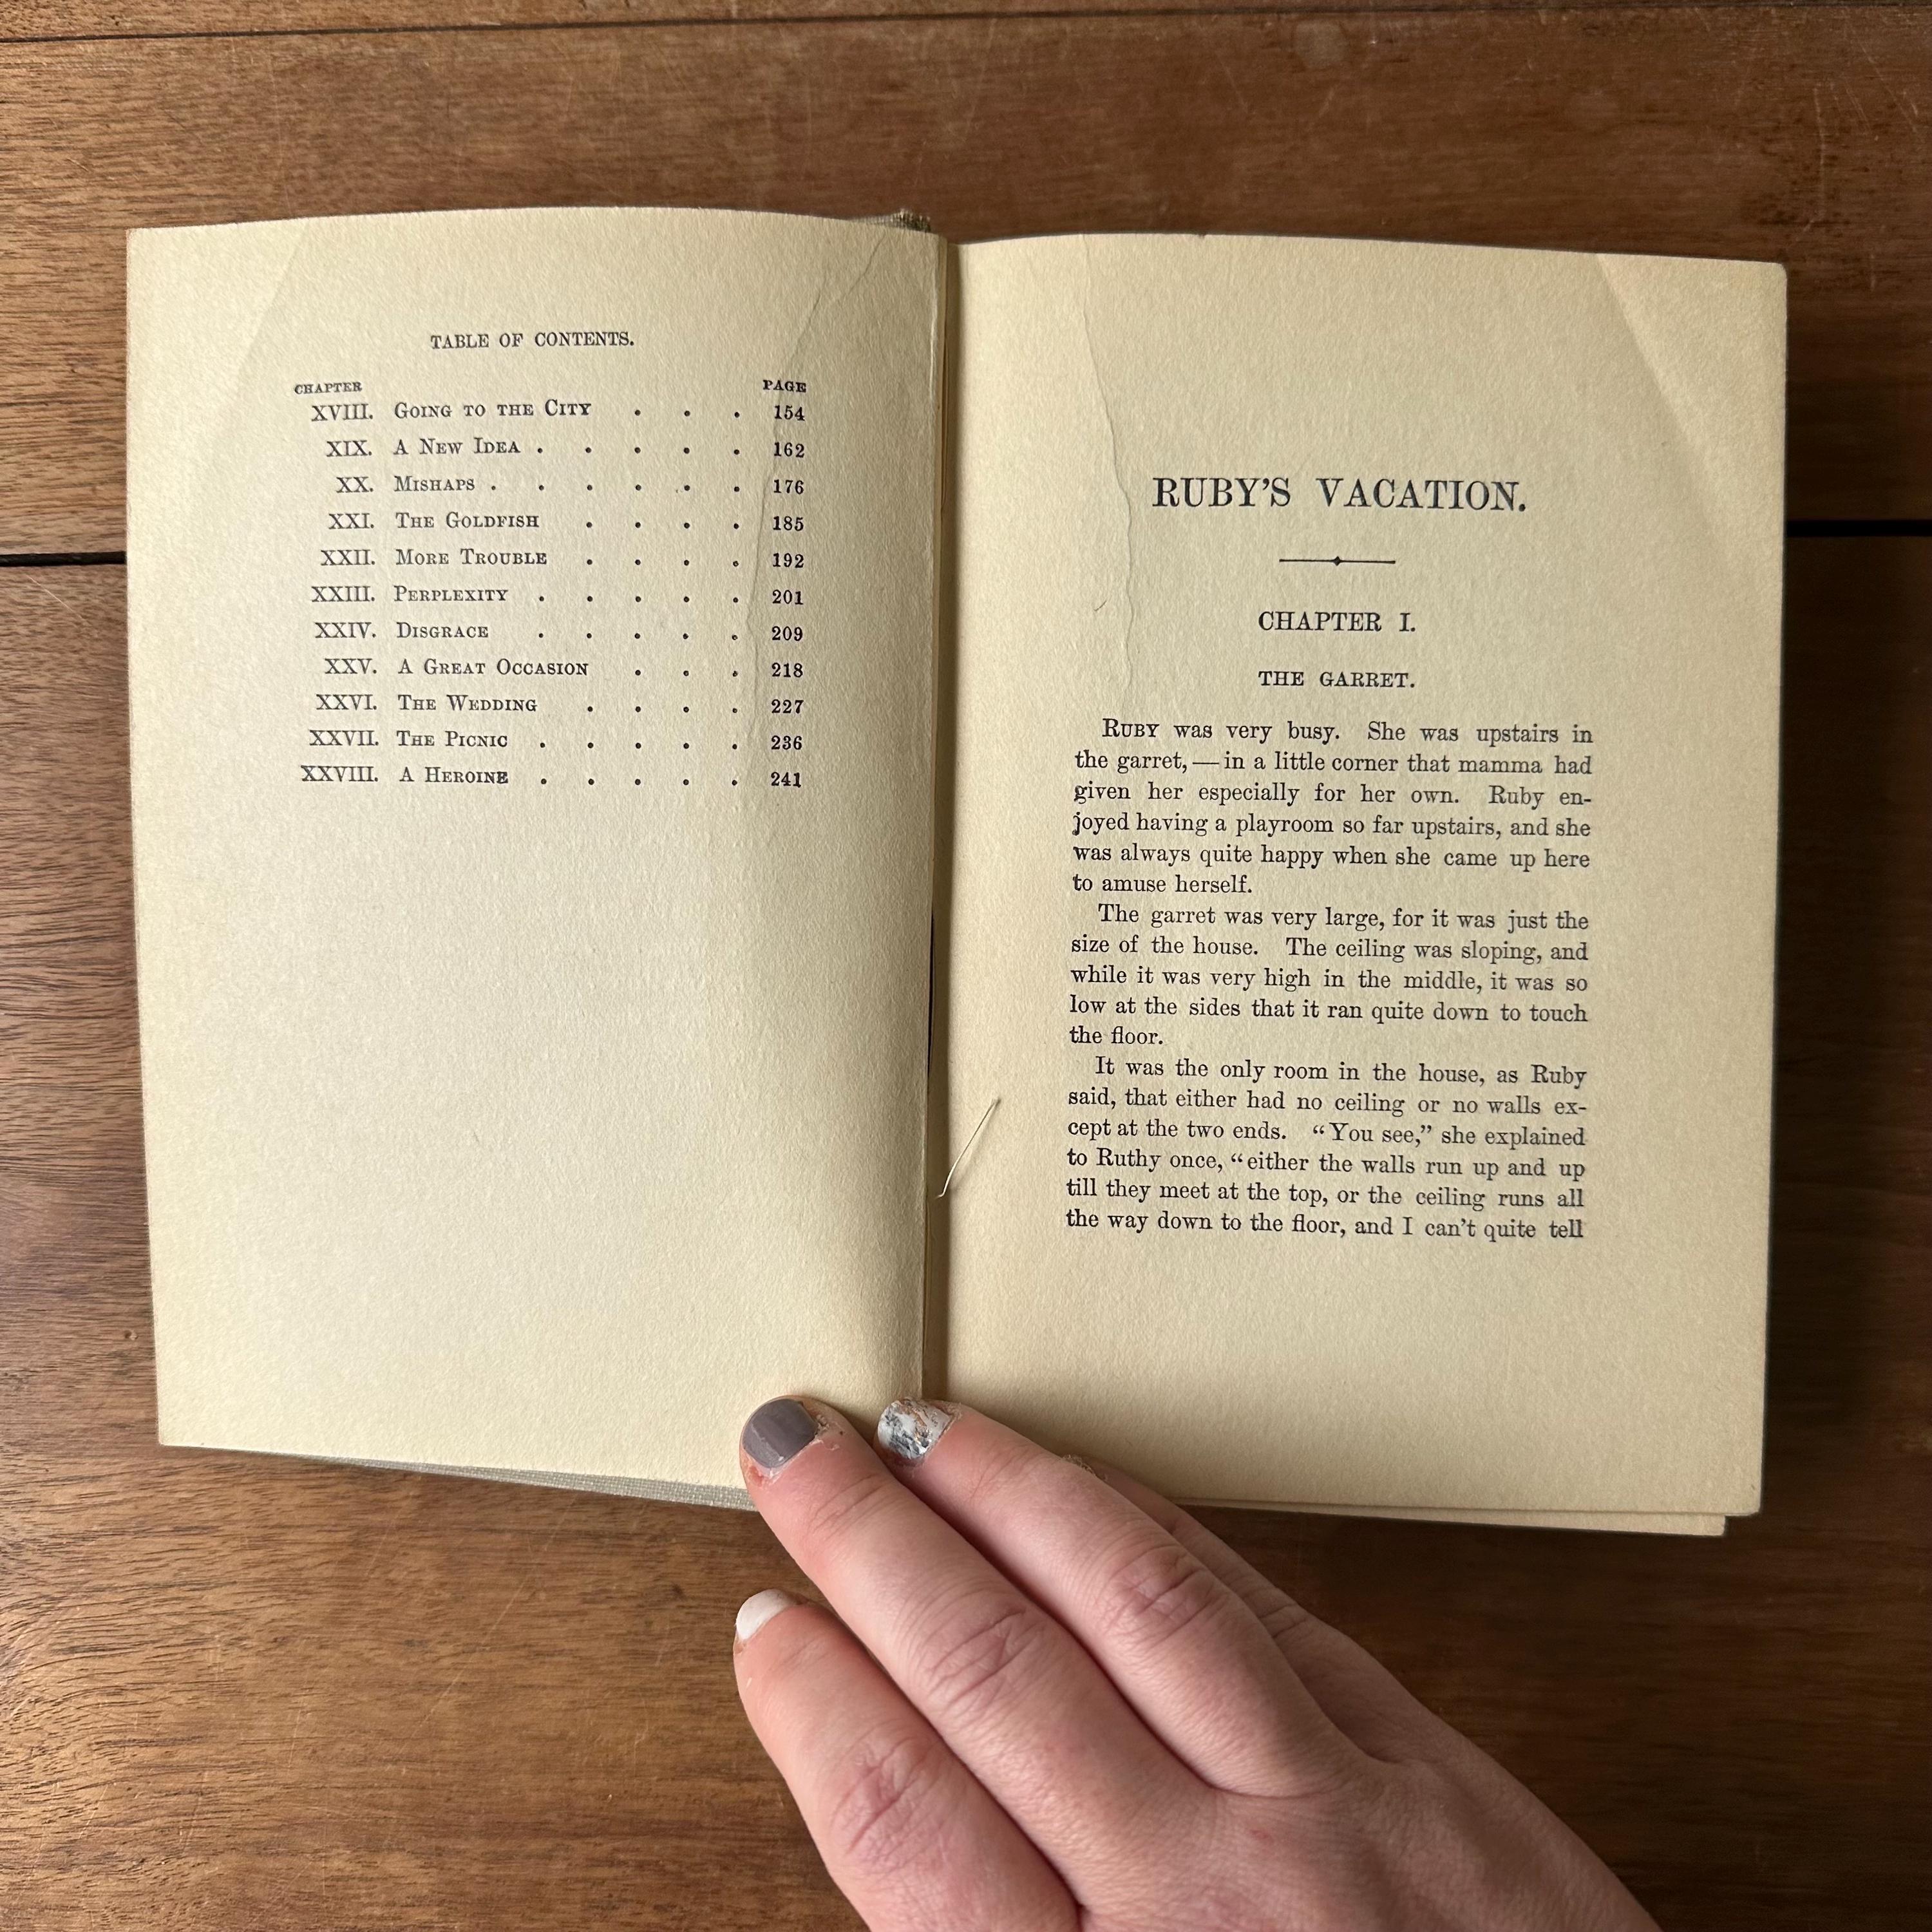 TABLE OF CONTENTS.
CHAPTER PAGE
XVIII. GOING TO THE CITY . . . 154
XIX. A NEW IDEA . . . . . 162
XX. MISHAPS . . . . . . 176
XXI. THE GOLDFISH . . . . 185
XXII. MORE TROUBLE . . . . 192
XXIII. PERPLEXITY . . . . . 201
XXIV. DISGRACE . . . . . 209
XXV. A GREAT OCCASION . . . 218
XXVI. THE WEDDING . . . . 227
XXVII. THE PICNIC . . . . . 236
XXVIII. A HEROINE . . . . . 241
RUBY'S VACATION.
CHAPTER I.
THE GARRET.
RUBY was very busy. She was upstairs in
the garret, — in a little corner that mamma had
given her especially for her own. Ruby en-
joyed having a playroom so far upstairs, and she
was always quite happy when she came up here
to amuse herself.
The garret was very large, for it was just the
size of the house. The ceiling was sloping, and
while it was very high in the middle, it was so
low at the sides that it ran quite down to touch
the floor.
It was the only room in the house, as Ruby
said, that either had no ceiling or no walls ex-
cept at the two ends. “You see,” she explained
to Ruthy once, “either the walls run up and up
till they meet at the top, or the ceiling runs all
the way down to the floor, and I can't quite tell